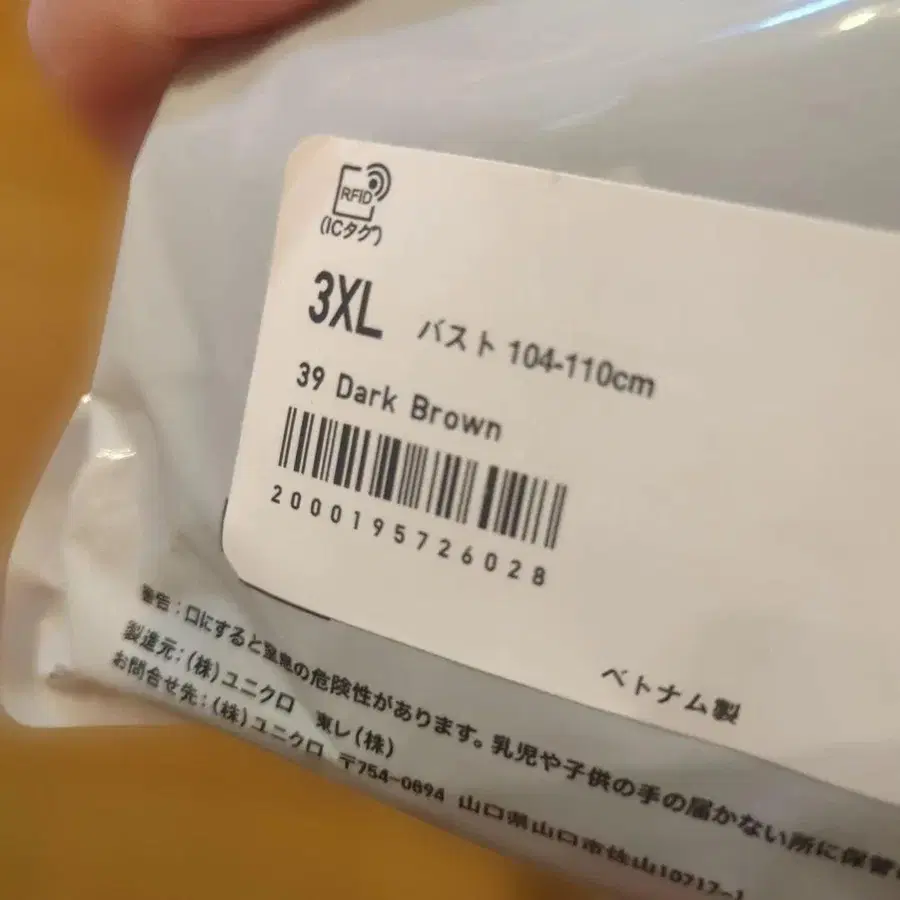 RFID
(ICタグ)
3XL バスト 104-110cm
39 Dark Brown
2000195726028
ベトナム製
警告:口にすると窒息の危険性があります。乳児や子供の手の届かない所に保管
製造元:(株)ユニクロ 東レ(株)
お問合せ先:(株)ユニクロ 〒754-0894 山口県山口市佐山10717-1